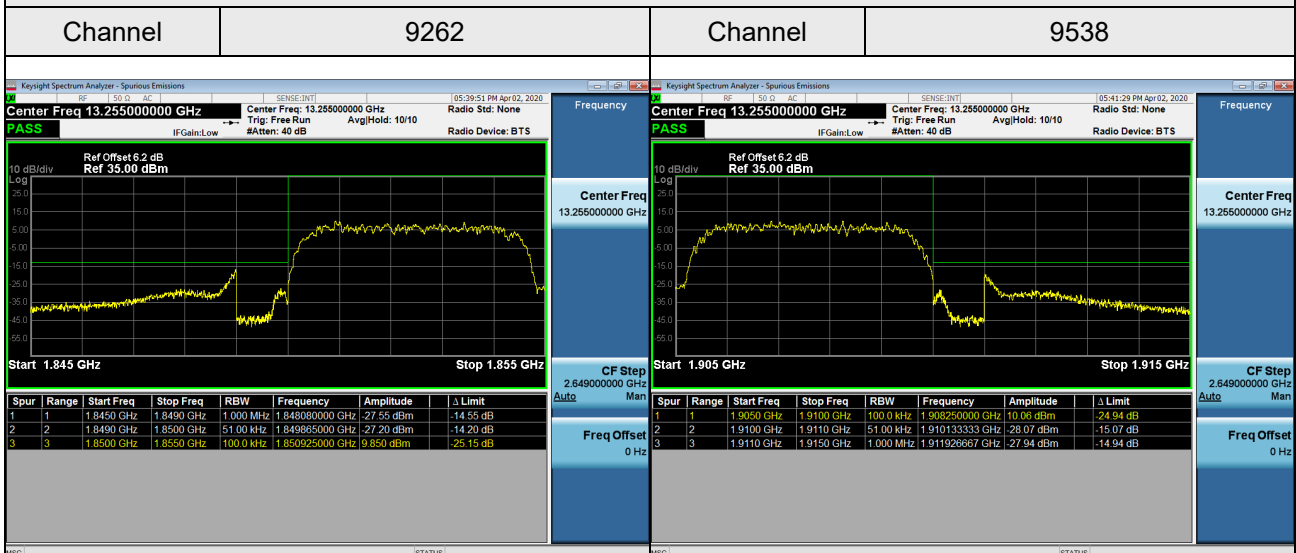 Channel 9262 Channel 9538
Keysight Spectrum Analyzer - Spurious Emissions
RF 50 Ω AC SENSE:INT 05:39:51 PM Apr 02, 2020
Center Freq 13.255000000 GHz
Center Freq: 13.255000000 GHz Radio Std: None
Trig: Free Run Avg|Hold: 10/10
PASS IFGain:Low #Atten: 40 dB Radio Device: BTS
Ref Offset 6.2 dB
10 dB/div Ref 35.00 dBm
Log
25.0
15.0
5.00
-5.00
-15.0
-25.0
-35.0
-45.0
-55.0
Start 1.845 GHz Stop 1.855 GHz
Spur Range Start Freq Stop Freq RBW Frequency Amplitude Δ Limit
1 1 1.8450 GHz 1.8490 GHz 1.000 MHz 1.848080000 GHz -27.55 dBm -14.55 dB
2 2 1.8490 GHz 1.8500 GHz 51.00 kHz 1.849865000 GHz -27.20 dBm -14.20 dB
3 3 1.8500 GHz 1.8550 GHz 100.0 kHz 1.850925000 GHz 9.850 dBm -25.15 dB
MSG STATUS
Frequency
Center Freq
13.255000000 GHz
CF Step
2.649000000 GHz
Auto Man
Freq Offset
0 Hz
Keysight Spectrum Analyzer - Spurious Emissions
RF 50 Ω AC SENSE:INT 05:41:29 PM Apr 02, 2020
Center Freq 13.255000000 GHz
Center Freq: 13.255000000 GHz Radio Std: None
Trig: Free Run Avg|Hold: 10/10
PASS IFGain:Low #Atten: 40 dB Radio Device: BTS
Ref Offset 6.2 dB
10 dB/div Ref 35.00 dBm
Log
25.0
15.0
5.00
-5.00
-15.0
-25.0
-35.0
-45.0
-55.0
Start 1.905 GHz Stop 1.915 GHz
Spur Range Start Freq Stop Freq RBW Frequency Amplitude Δ Limit
1 1 1.9050 GHz 1.9100 GHz 100.0 kHz 1.908250000 GHz 10.06 dBm -24.94 dB
2 2 1.9100 GHz 1.9110 GHz 51.00 kHz 1.910133333 GHz -28.07 dBm -15.07 dB
3 3 1.9110 GHz 1.9150 GHz 1.000 MHz 1.911926667 GHz -27.94 dBm -14.94 dB
MSG STATUS
Frequency
Center Freq
13.255000000 GHz
CF Step
2.649000000 GHz
Auto Man
Freq Offset
0 Hz